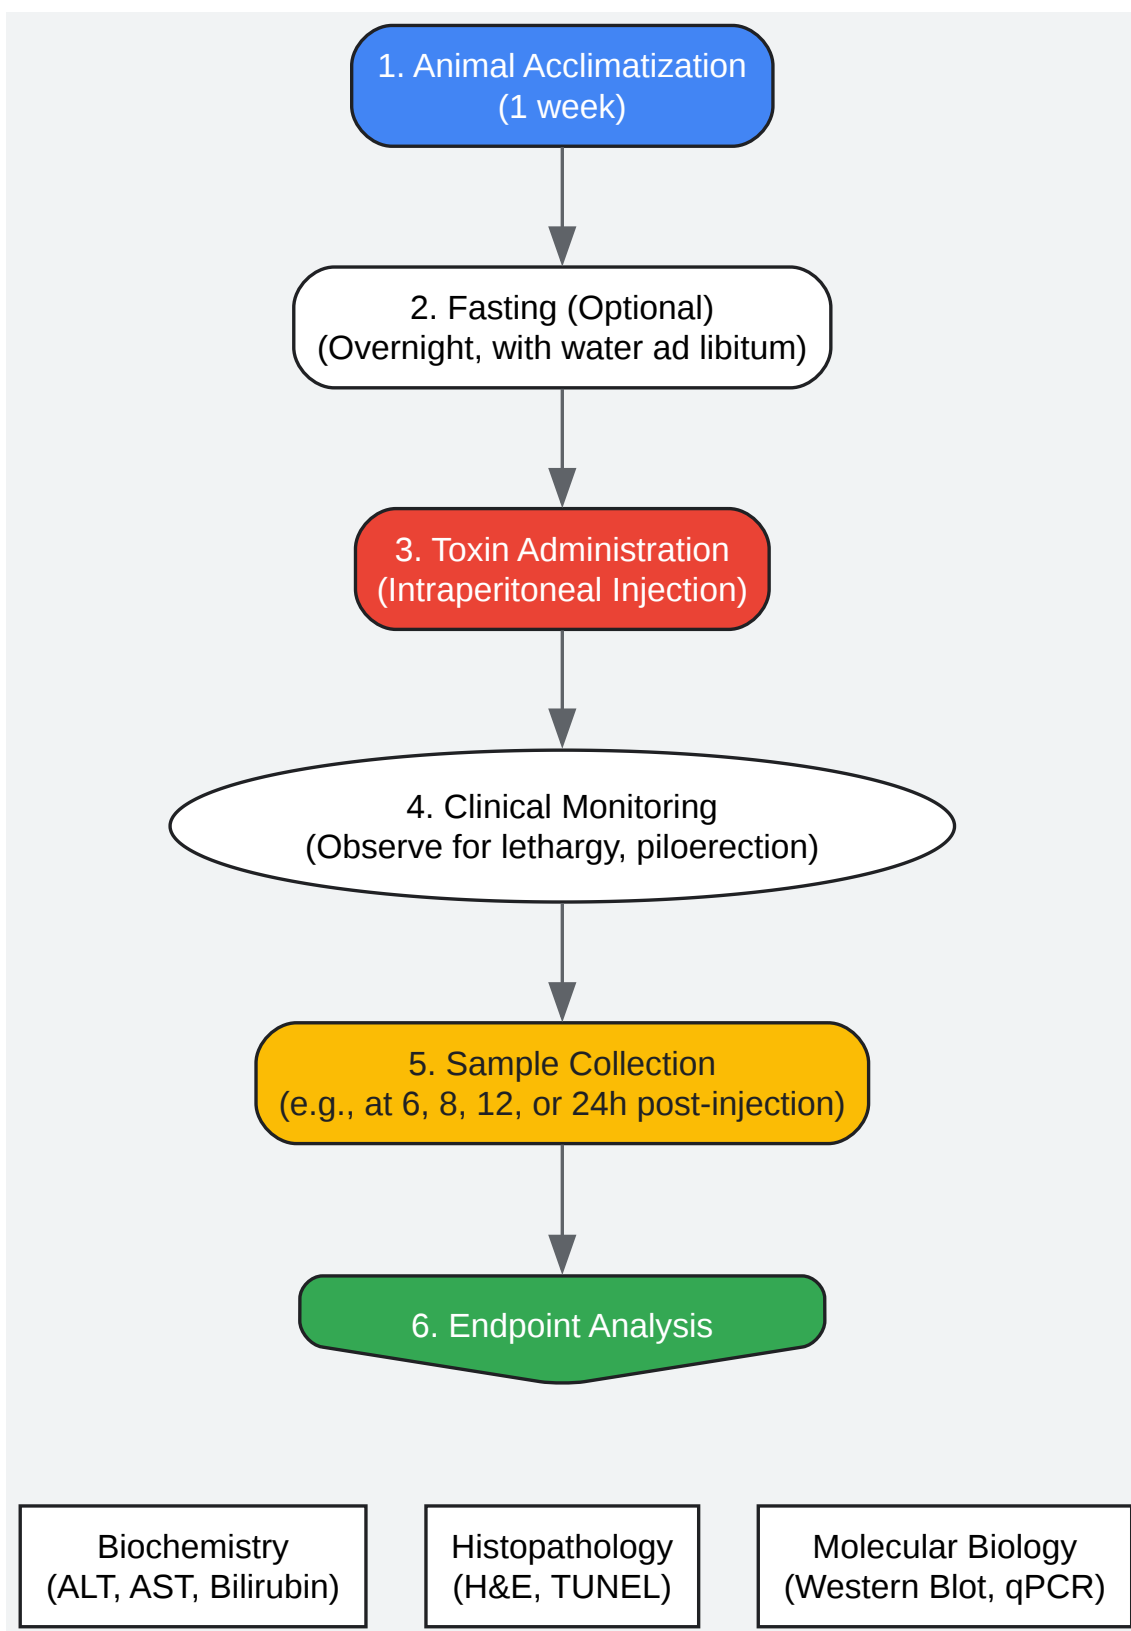 1. Animal Acclimatization
(1 week)
2. Fasting (Optional)
(Overnight, with water ad libitum)
3. Toxin Administration
(Intraperitoneal Injection)
4. Clinical Monitoring
(Observe for lethargy, piloerection)
5. Sample Collection
(e.g., at 6, 8, 12, or 24h post-injection)
6. Endpoint Analysis
Biochemistry
(ALT, AST, Bilirubin)
Histopathology
(H&E, TUNEL)
Molecular Biology
(Western Blot, qPCR)